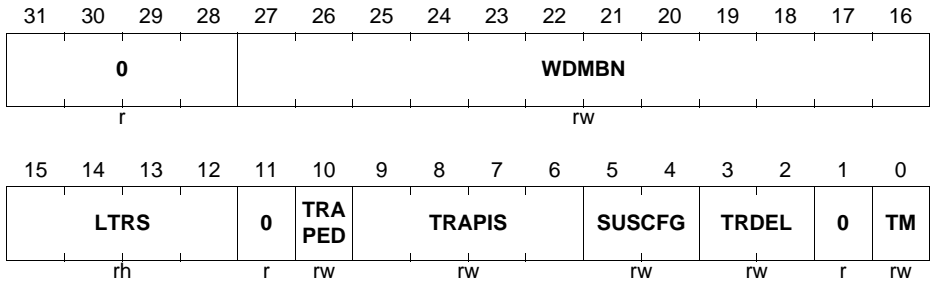 31 30 29 28 27 26 25 24 23 22 21 20 19 18 17 16
0 WDMBN
r rw
15 14 13 12 11 10 9 8 7 6 5 4 3 2 1 0
LTRS 0 TRA PED TRAPIS SUSCFG TRDEL 0 TM
rh r rw rw rw rw r rw